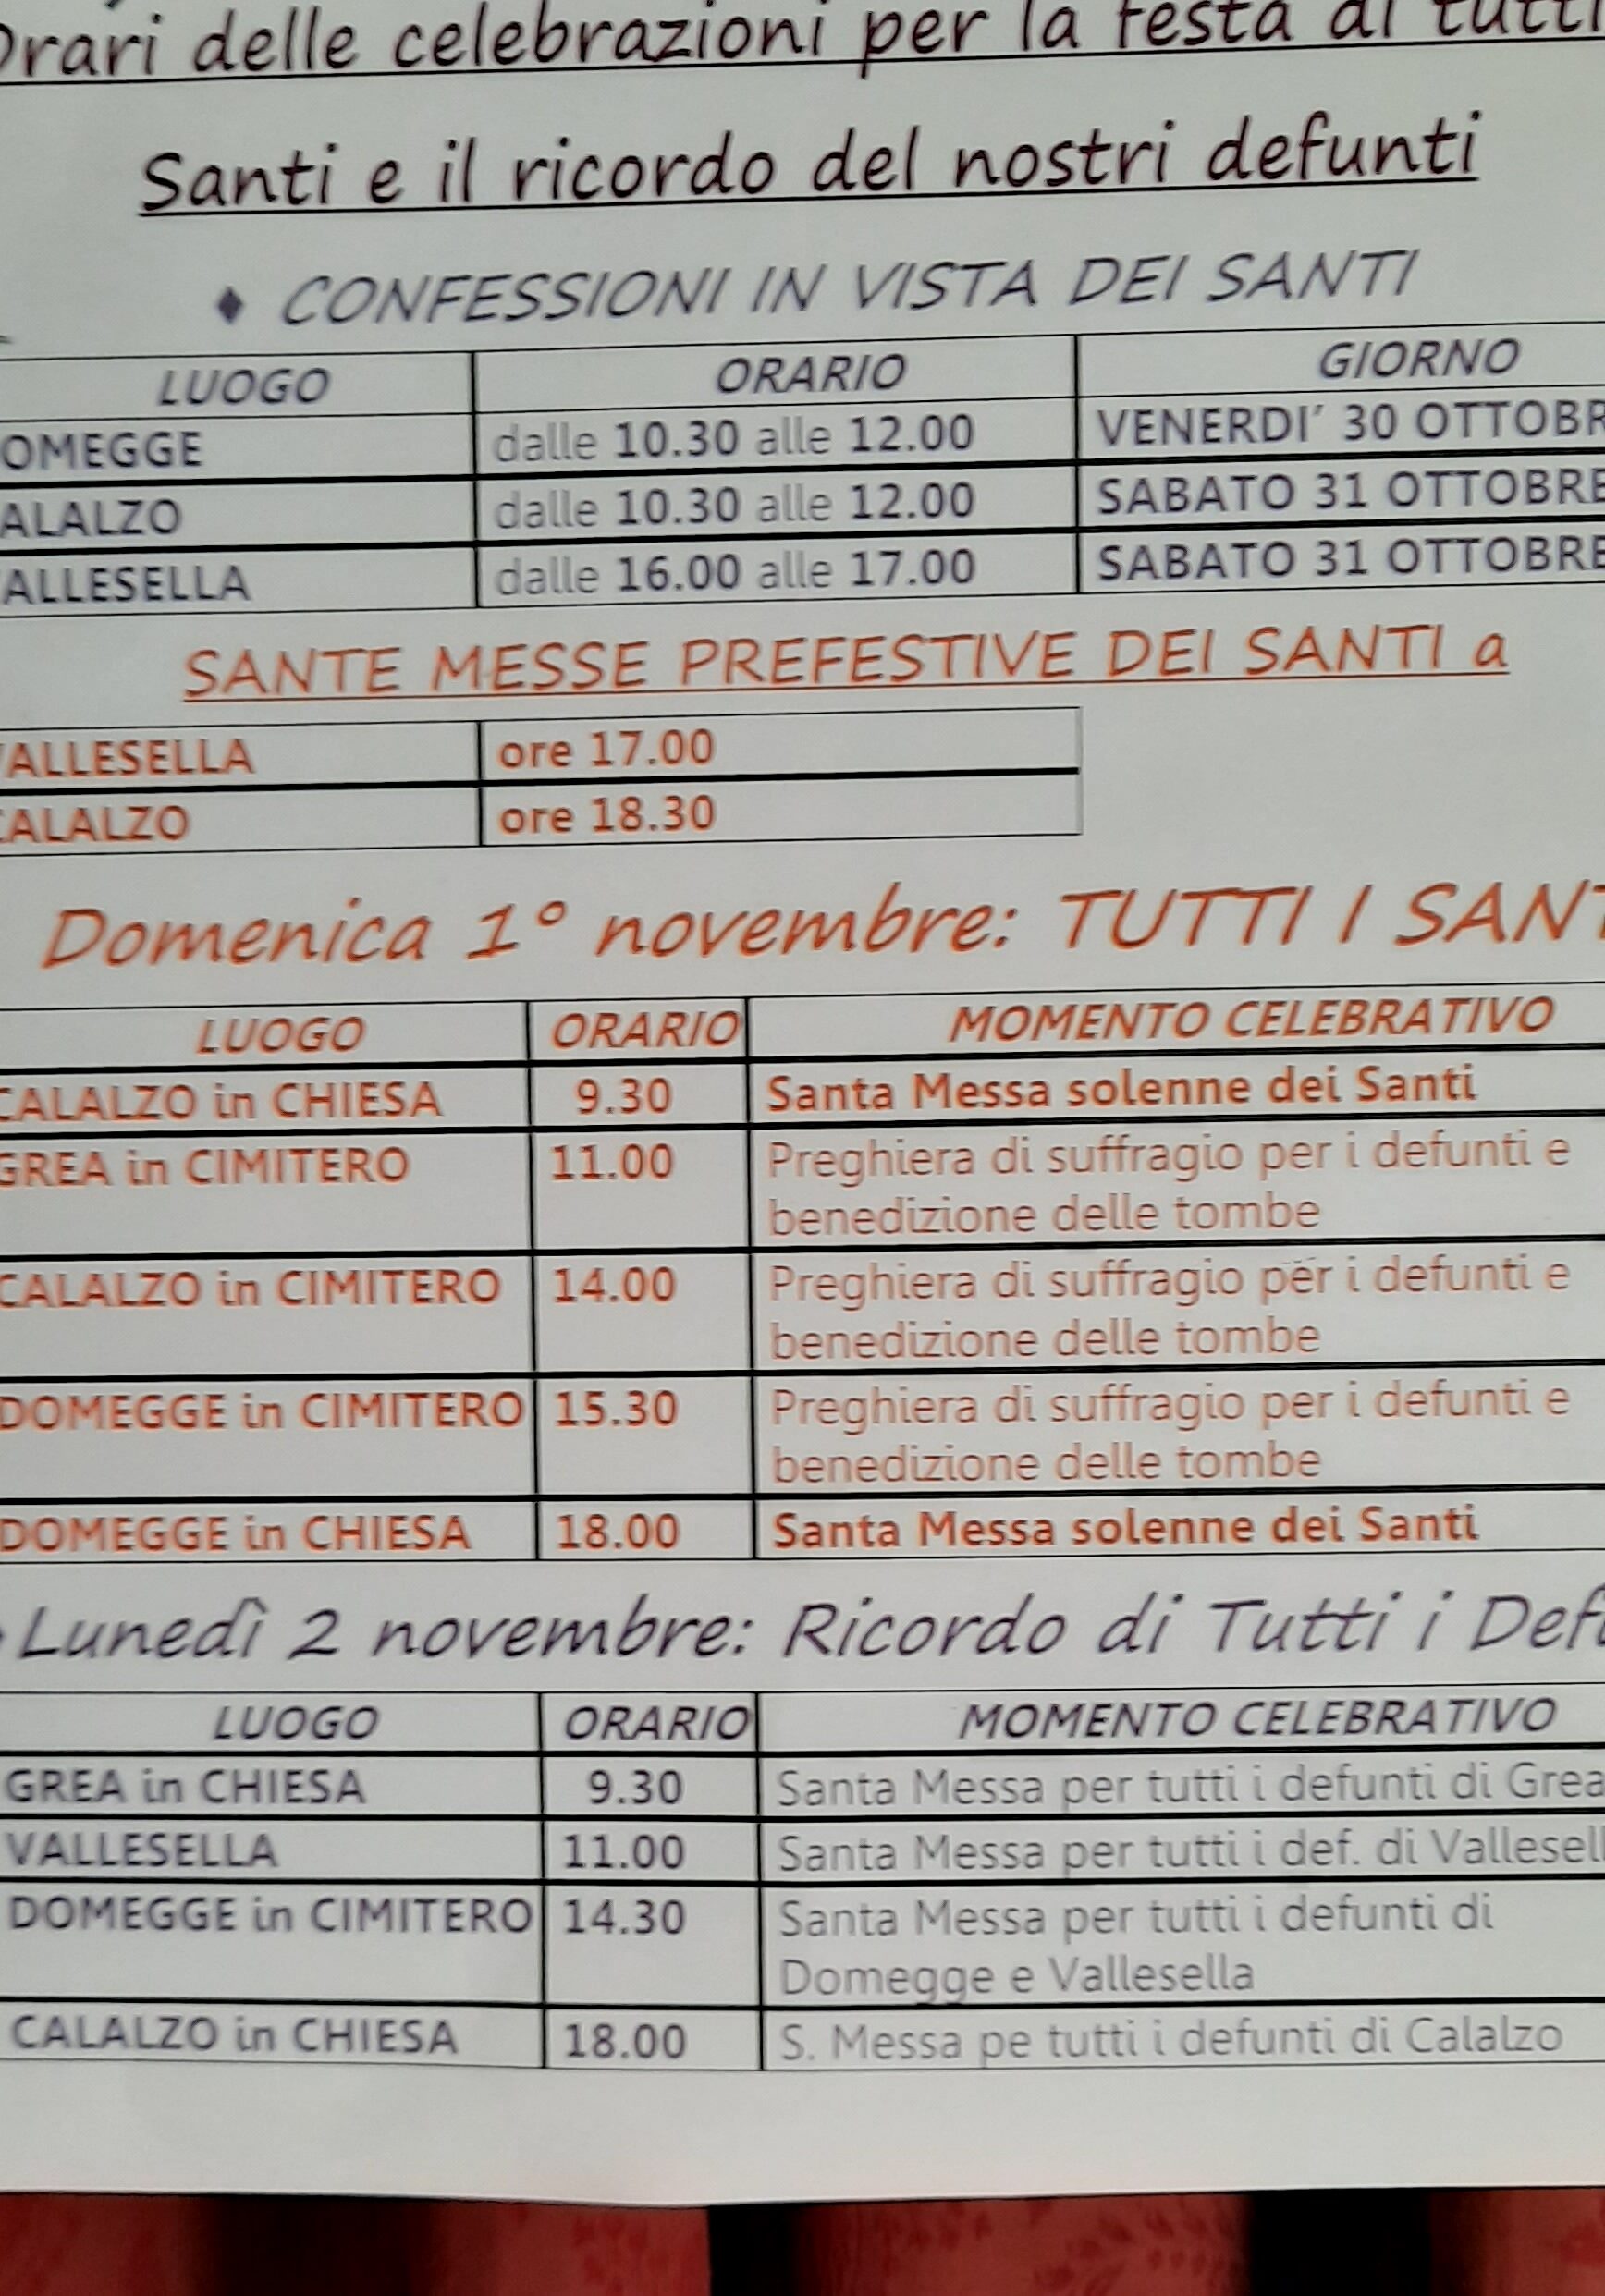 Orari delle celebrazioni per la festa di tutti
Santi e il ricordo del nostri defunti
♦ CONFESSIONI IN VISTA DEI SANTI
LUOGO ORARIO GIORNO
OMEGGE dalle 10.30 alle 12.00 VENERDI’ 30 OTTOBR
ALALZO dalle 10.30 alle 12.00 SABATO 31 OTTOBRE
VALLESELLA dalle 16.00 alle 17.00 SABATO 31 OTTOBRE
SANTE MESSE PREFESTIVE DEI SANTI a
VALLESELLA ore 17.00
CALALZO ore 18.30
Domenica 1° novembre: TUTTI I SANT
LUOGO ORARIO MOMENTO CELEBRATIVO
CALALZO in CHIESA 9.30 Santa Messa solenne dei Santi
GREA in CIMITERO 11.00 Preghiera di suffragio per i defunti e
benedizione delle tombe
CALALZO in CIMITERO 14.00 Preghiera di suffragio per i defunti e
benedizione delle tombe
DOMEGGE in CIMITERO 15.30 Preghiera di suffragio per i defunti e
benedizione delle tombe
DOMEGGE in CHIESA 18.00 Santa Messa solenne dei Santi
Lunedì 2 novembre: Ricordo di Tutti i Def
LUOGO ORARIO MOMENTO CELEBRATIVO
GREA in CHIESA 9.30 Santa Messa per tutti i defunti di Grea
VALLESELLA 11.00 Santa Messa per tutti i def. di Vallesell
DOMEGGE in CIMITERO 14.30 Santa Messa per tutti i defunti di
Domegge e Vallesella
CALALZO in CHIESA 18.00 S. Messa pe tutti i defunti di Calalzo